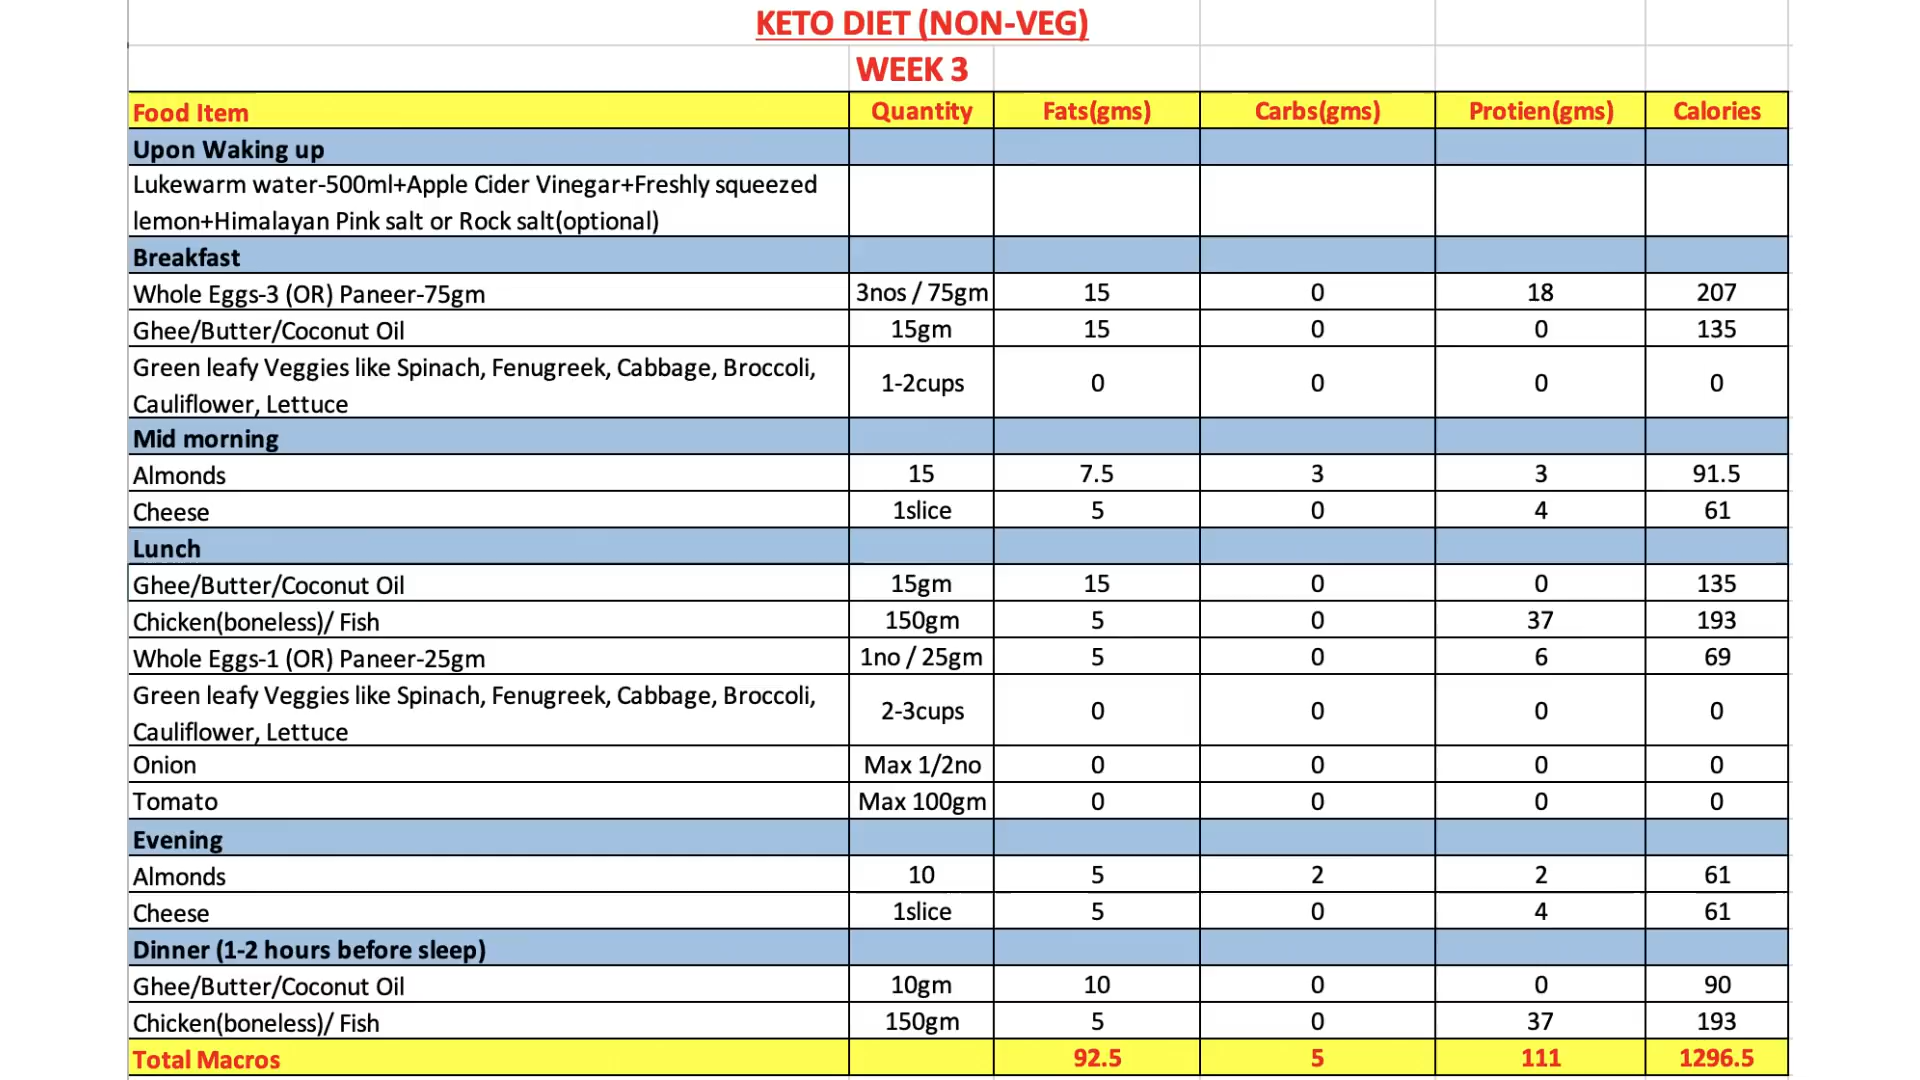 KETO DIET (NON-VEG)
WEEK 3
Food Item Quantity Fats(gms) Carbs(gms) Protien(gms) Calories
Upon Waking up
Lukewarm water-500ml+Apple Cider Vinegar+Freshly squeezed
lemon+Himalayan Pink salt or Rock salt(optional)
Breakfast
Whole Eggs-3 (OR) Paneer-75gm 3nos / 75gm 15 0 18 207
Ghee/Butter/Coconut Oil 15gm 15 0 0 135
Green leafy Veggies like Spinach, Fenugreek, Cabbage, Broccoli,
Cauliflower, Lettuce 1-2cups 0 0 0 0
Mid morning
Almonds 15 7.5 3 3 91.5
Cheese 1slice 5 0 4 61
Lunch
Ghee/Butter/Coconut Oil 15gm 15 0 0 135
Chicken(boneless)/ Fish 150gm 5 0 37 193
Whole Eggs-1 (OR) Paneer-25gm 1no / 25gm 5 0 6 69
Green leafy Veggies like Spinach, Fenugreek, Cabbage, Broccoli,
Cauliflower, Lettuce 2-3cups 0 0 0 0
Onion Max 1/2no 0 0 0 0
Tomato Max 100gm 0 0 0 0
Evening
Almonds 10 5 2 2 61
Cheese 1slice 5 0 4 61
Dinner (1-2 hours before sleep)
Ghee/Butter/Coconut Oil 10gm 10 0 0 90
Chicken(boneless)/ Fish 150gm 5 0 37 193
Total Macros 92.5 5 111 1296.5